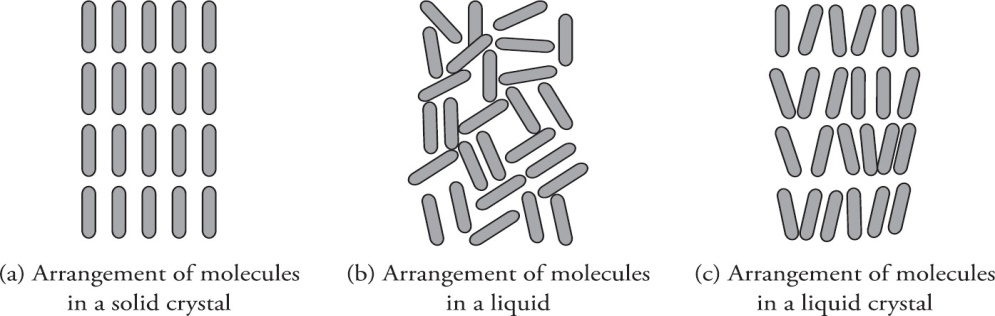 (a) Arrangement of molecules
in a solid crystal
(b) Arrangement of molecules
in a liquid
(c) Arrangement of molecules
in a liquid crystal